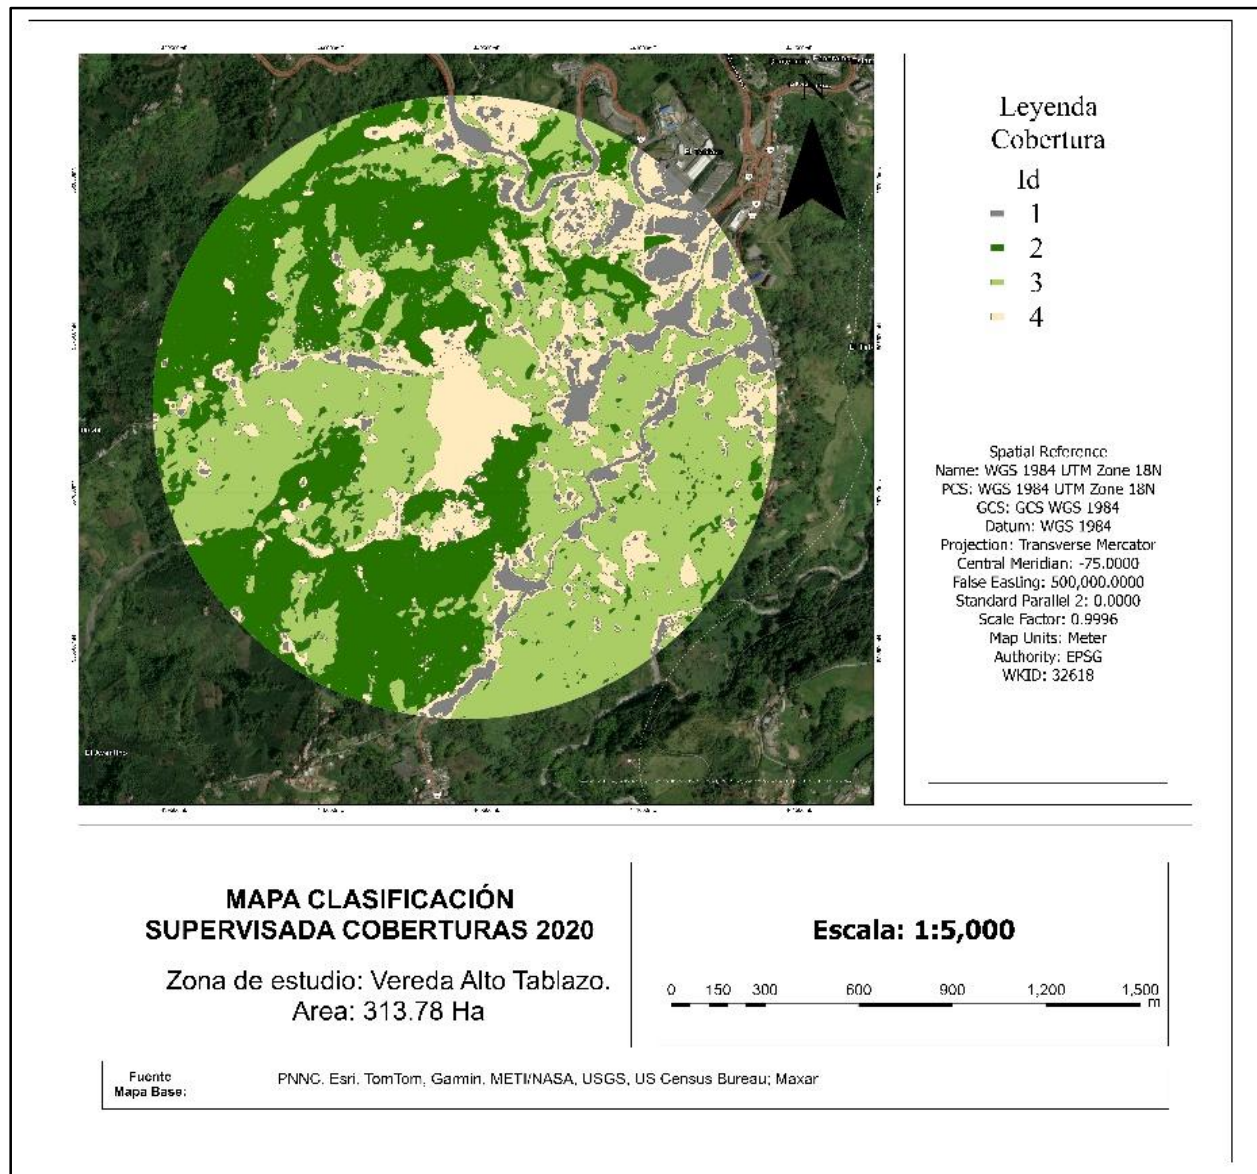 Leyenda
Cobertura
Id
1
2
3
4
N
Spatial Reference
Name: WGS 1984 UTM Zone 18N
PCS: WGS 1984 UTM Zone 18N
GCS: GCS WGS 1984
Datum: WGS 1984
Projection: Transverse Mercator
Central Meridian: -75.0000
False Easting: 500,000.0000
Standard Parallel 2: 0.0000
Scale Factor: 0.9996
Map Units: Meter
Authority: EPSG
WKID: 32618
MAPA CLASIFICACIÓN
SUPERVISADA COBERTURAS 2020
Zona de estudio: Vereda Alto Tablazo.
Area: 313.78 Ha
Escala: 1:5,000
0 150 300 600 900 1,200 1,500
m
Fuente
Mapa Base:
PNNC, Esri, TomTom, Garmin, METI/NASA, USGS, US Census Bureau; Maxar